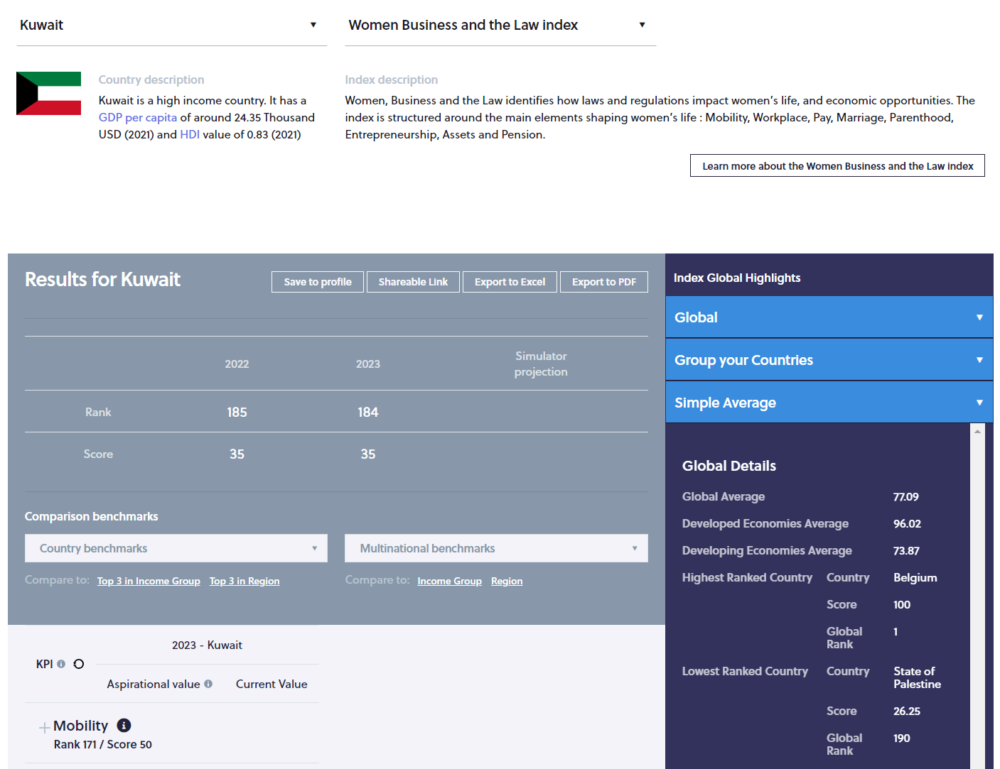 Kuwait
Women Business and the Law index
Country description
Kuwait is a high income country. It has a
GDP per capita of around 24.35 Thousand
USD (2021) and HDI value of 0.83 (2021)
Index description
Women, Business and the Law identifies how laws and regulations impact women's life, and economic opportunities. The
index is structured around the main elements shaping women's life : Mobility, Workplace, Pay, Marriage, Parenthood,
Entrepreneurship, Assets and Pension.
Learn more about the Women Business and the Law index
Results for Kuwait
Save to profile
Shareable Link
Export to Excel
Export to PDF
2022 2023 Simulator
projection
Rank 185 184
Score 35 35
Comparison benchmarks
Country benchmarks
Multinational benchmarks
Compare to: Top 3 in Income Group Top 3 in Region
Compare to: Income Group Region
2023 - Kuwait
KPI
Aspirational value Current Value
Mobility
Rank 171 / Score 50
Index Global Highlights
Global
Group your Countries
Simple Average
Global Details
Global Average 77.09
Developed Economies Average 96.02
Developing Economies Average 73.87
Highest Ranked Country Country Belgium
Score 100
Global 1
Rank
Lowest Ranked Country Country State of
Palestine
Score 26.25
Global 190
Rank